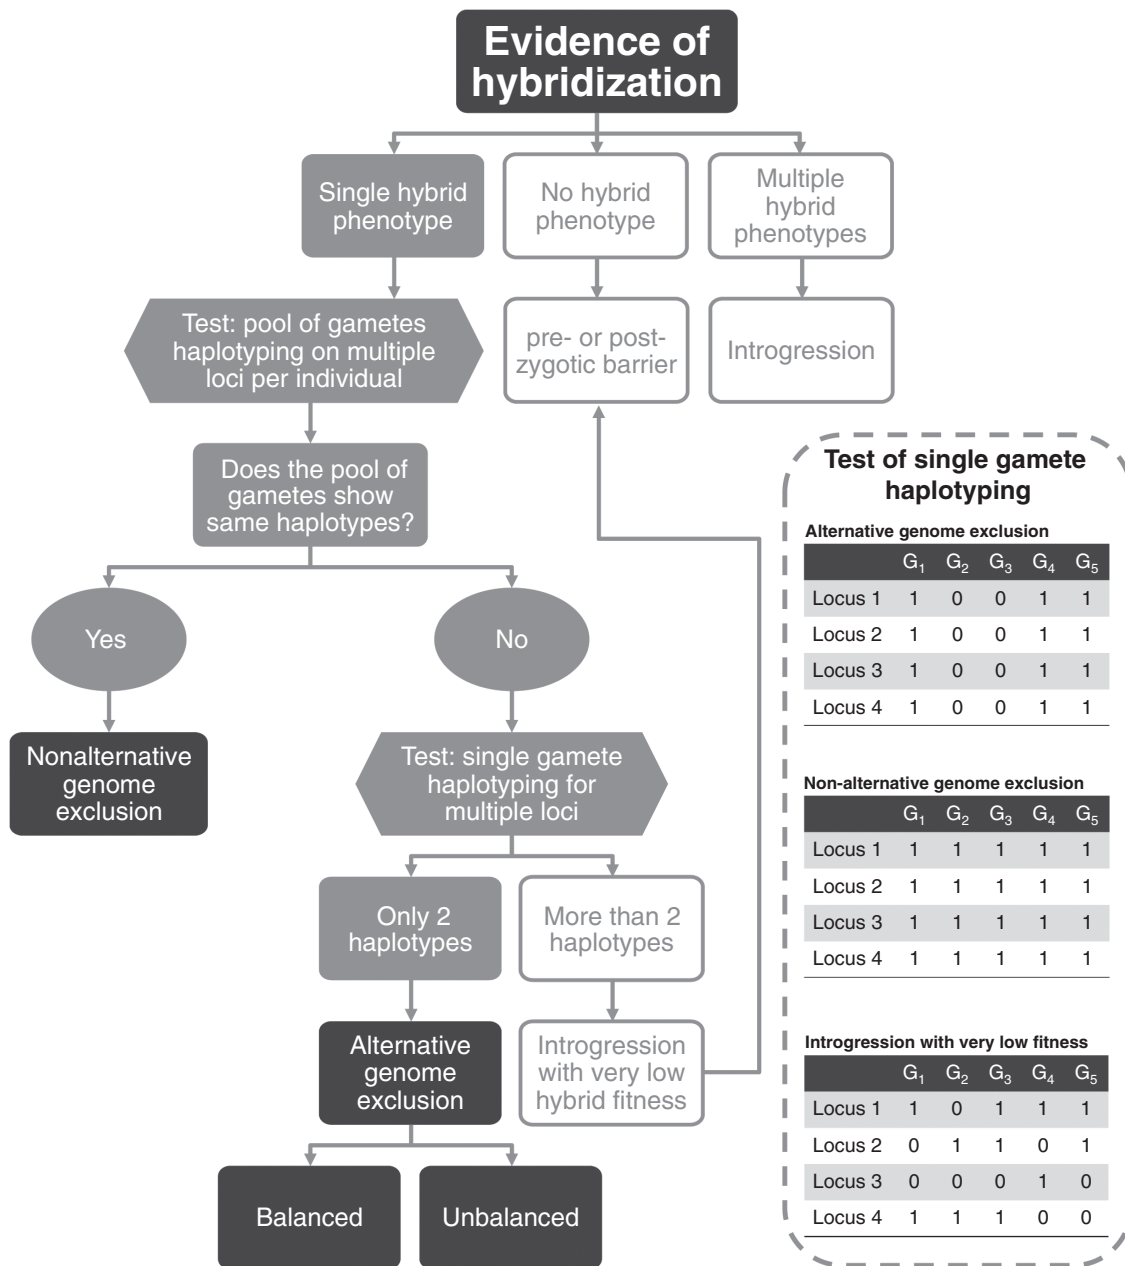 Evidence of
hybridization
Single hybrid
phenotype
No hybrid
phenotype
Multiple
hybrid
phenotypes
Test: pool of gametes
haplotyping on multiple
loci per individual
pre- or post-
zygotic barrier
Introgression
Does the pool of
gametes show
same haplotypes?
Yes
No
Nonalternative
genome
exclusion
Test: single gamete
haplotyping for
multiple loci
Only 2
haplotypes
More than 2
haplotypes
Alternative
genome
exclusion
Introgression
with very low
hybrid fitness
Balanced
Unbalanced
Test of single gamete
haplotyping
Alternative genome exclusion
G1 G2 G3 G4 G5
Locus 1 1 0 0 1 1
Locus 2 1 0 0 1 1
Locus 3 1 0 0 1 1
Locus 4 1 0 0 1 1
Non-alternative genome exclusion
G1 G2 G3 G4 G5
Locus 1 1 1 1 1 1
Locus 2 1 1 1 1 1
Locus 3 1 1 1 1 1
Locus 4 1 1 1 1 1
Introgression with very low fitness
G1 G2 G3 G4 G5
Locus 1 1 0 1 1 1
Locus 2 0 1 1 0 1
Locus 3 0 0 0 1 0
Locus 4 1 1 1 0 0